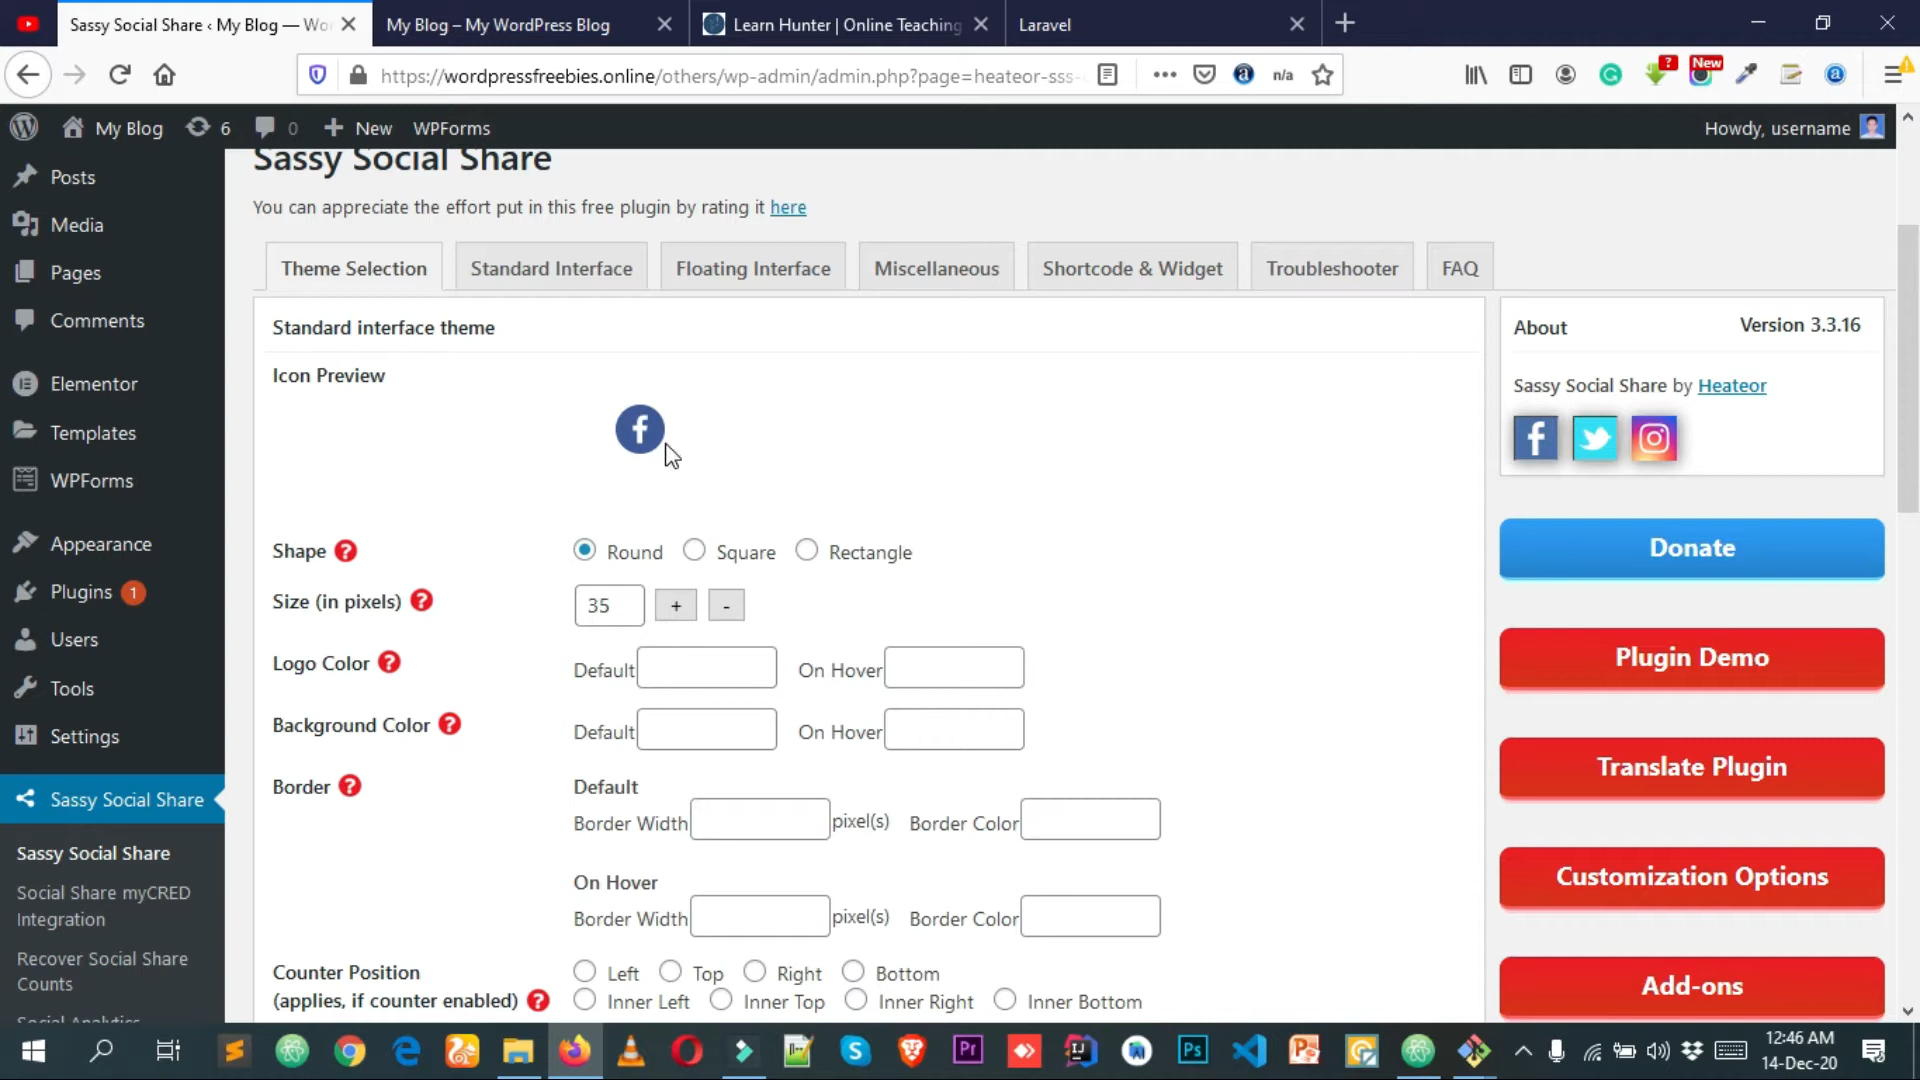 Sassy Social Share ‹ My Blog — Wo
My Blog – My WordPress Blog
Learn Hunter | Online Teaching
Laravel
https://wordpressfreebies.online/others/wp-admin/admin.php?page=heateor-sss-
n/a
New
My Blog
6
0
New
WPForms
Howdy, username
Posts
Media
Pages
Comments
Elementor
Templates
WPForms
Appearance
Plugins 1
Users
Tools
Settings
Sassy Social Share
Sassy Social Share
Social Share myCRED
Integration
Recover Social Share
Counts
Social Analytics
Sassy Social Share
You can appreciate the effort put in this free plugin by rating it here
Theme Selection
Standard Interface
Floating Interface
Miscellaneous
Shortcode & Widget
Troubleshooter
FAQ
Standard interface theme
Icon Preview
Shape ?
Round Square Rectangle
Size (in pixels) ?
35 + -
Logo Color ?
Default On Hover
Background Color ?
Default On Hover
Border ?
Default
Border Width pixel(s) Border Color
On Hover
Border Width pixel(s) Border Color
Counter Position
(applies, if counter enabled) ?
Left Top Right Bottom
Inner Left Inner Top Inner Right Inner Bottom
About
Version 3.3.16
Sassy Social Share by Heateor
Donate
Plugin Demo
Translate Plugin
Customization Options
Add-ons
12:46 AM
14-Dec-20